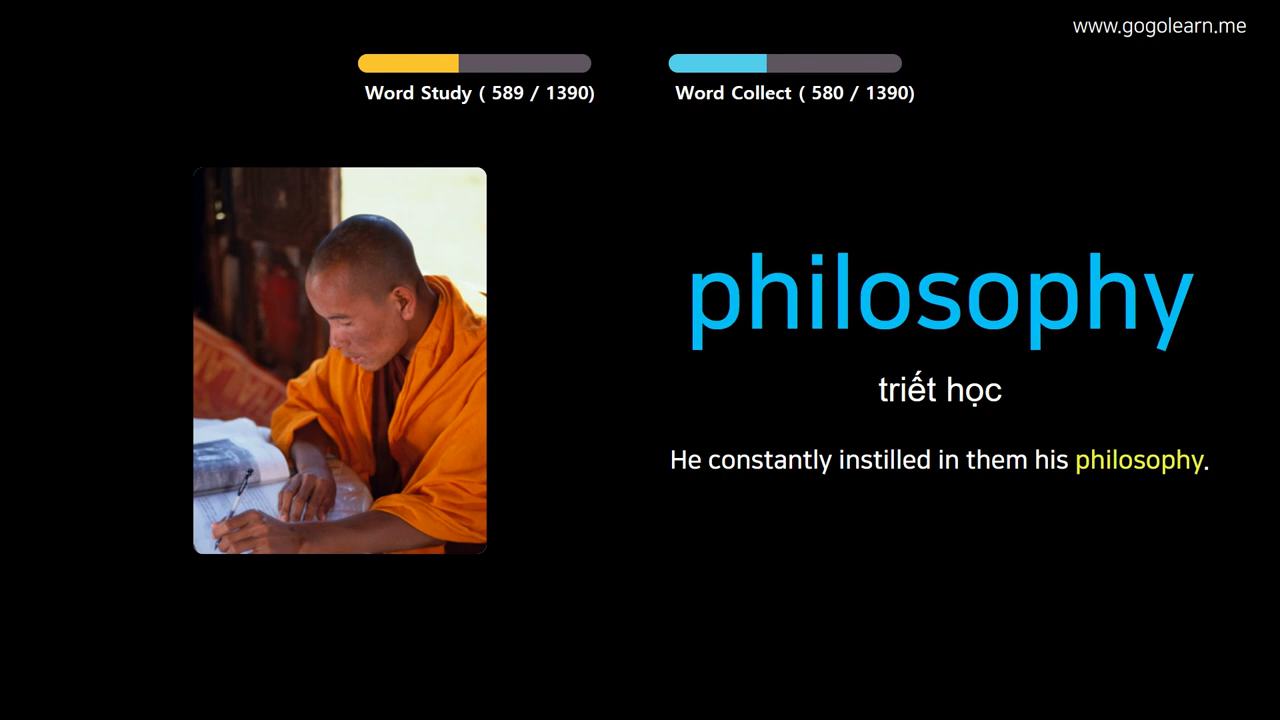 www.gogolearn.me
Word Study ( 589 / 1390)
Word Collect ( 580 / 1390)
philosophy
triết học
He constantly instilled in them his philosophy.